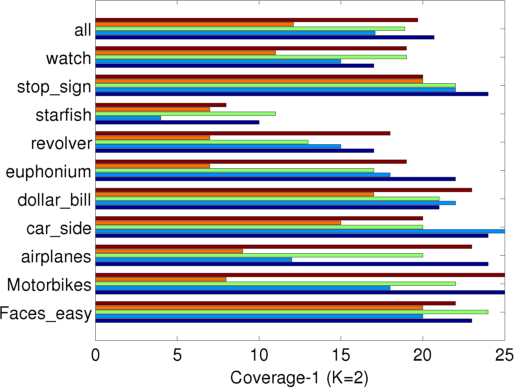 all
watch
stop_sign
starfish
revolver
euphonium
dollar_bill
car_side
airplanes
Motorbikes
Faces_easy
0 5 10 15 20 25
Coverage-1 (K=2)